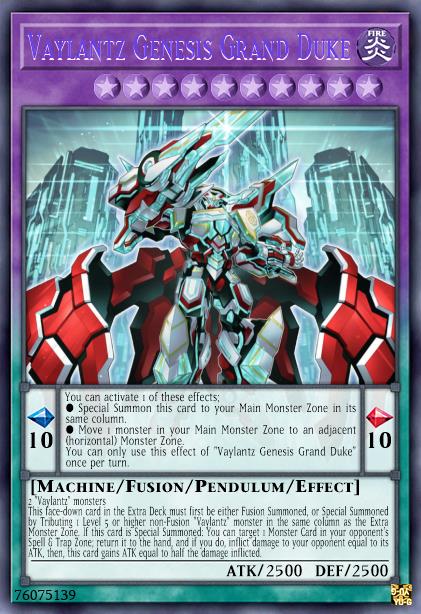 Vaylantz Genesis Grand Duke
FIRE
炎
You can activate 1 of these effects;
● Special Summon this card to your Main Monster Zone in its
same column.
● Move 1 monster in your Main Monster Zone to an adjacent
(horizontal) Monster Zone.
You can only use this effect of "Vaylantz Genesis Grand Duke"
once per turn.
10
10
[Machine/Fusion/Pendulum/Effect]
2 "Vaylantz" monsters
This face-down card in the Extra Deck must first be either Fusion Summoned, or Special Summoned
by Tributing 1 Level 5 or higher non-Fusion "Vaylantz" monster in the same column as the Extra
Monster Zone. If this card is Special Summoned: You can target 1 Monster Card in your opponent's
Spell & Trap Zone; return it to the hand, and if you do, inflict damage to your opponent equal to its
ATK, then, this card gains ATK equal to half the damage inflicted.
ATK/2500 DEF/2500
76075139